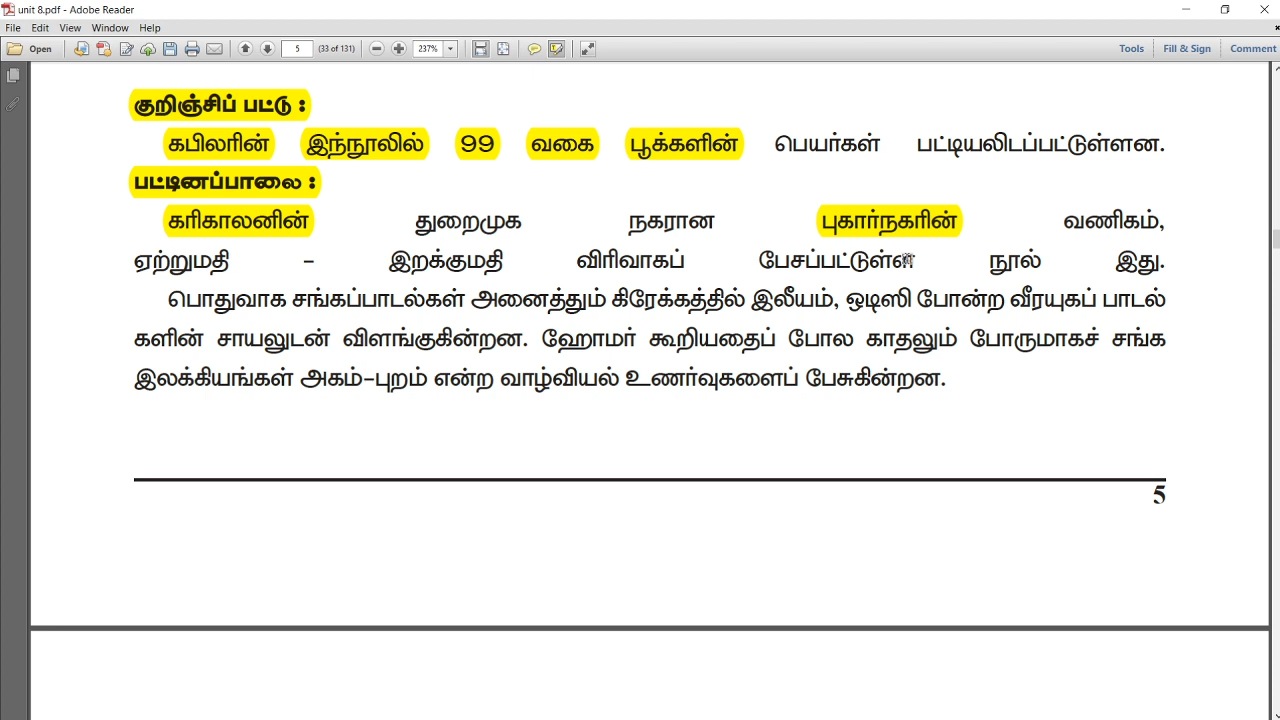 unit 8.pdf - Adobe Reader
File Edit View Window Help
Open 5 (33 of 131) 237% Tools Fill & Sign Comment
குறிஞ்சிப் பட்டு :
கபிலரின் இந்நூலில் 99 வகை பூக்களின் பெயர்கள் பட்டியலிடப்பட்டுள்ளன.
பட்டினப்பாலை :
கரிகாலனின் துறைமுக நகரான புகார்நகரின் வணிகம்,
ஏற்றுமதி – இறக்குமதி விரிவாகப் பேசப்பட்டுள்ள நூல் இது.
பொதுவாக சங்கப்பாடல்கள் அனைத்தும் கிரேக்கத்தில் இலீயம், ஒடிஸி போன்ற வீரயுகப் பாடல்
களின் சாயலுடன் விளங்குகின்றன. ஹோமர் கூறியதைப் போல காதலும் போருமாகச் சங்க
இலக்கியங்கள் அகம்–புறம் என்ற வாழ்வியல் உணர்வுகளைப் பேசுகின்றன.
5